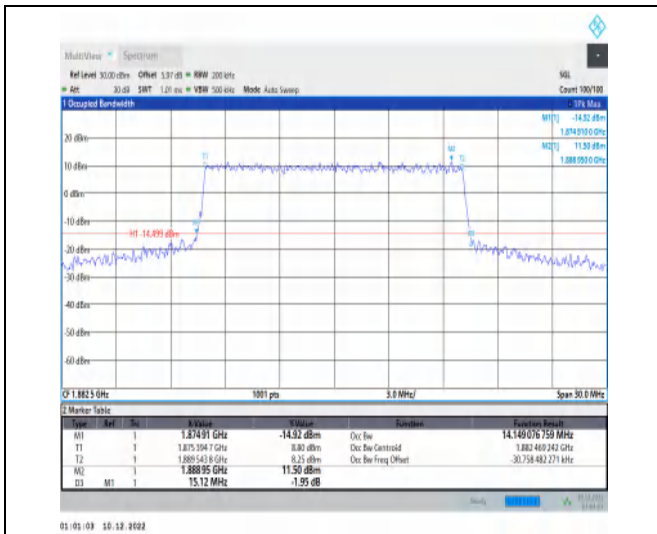 MultiView Spectrum
Ref Level 30.00 dBm Offset 5.97 dB RBW 200 kHz SGL
Att 30 dB SWT 1.01 ms VBW 500 kHz Mode Auto Sweep Count 100/100
1 Occupied Bandwidth 1Pk Max
M1[1] -14.92 dBm
1.874910 0 GHz
M2[1] 11.50 dBm
1.888950 0 GHz
20 dBm
10 dBm
0 dBm
-10 dBm
H1 -14.499 dBm
-20 dBm
-30 dBm
-40 dBm
-50 dBm
-60 dBm
CF 1.882 5 GHz 1001 pts 3.0 MHz/ Span 30.0 MHz
2 Marker Table
Type Ref Trc X-Value Y-Value Function Function Result
M1 1 1.874 91 GHz -14.92 dBm Occ Bw 14.149 076 759 MHz
T1 1 1.875 394 7 GHz 8.80 dBm Occ Bw Centroid 1.882 469 242 GHz
T2 1 1.889 543 8 GHz 8.25 dBm Occ Bw Freq Offset -30.758 482 271 kHz
M2 1 1.888 95 GHz 11.50 dBm
D3 M1 1 15.12 MHz -1.95 dB
Ready
01:01:03 10.12.2022